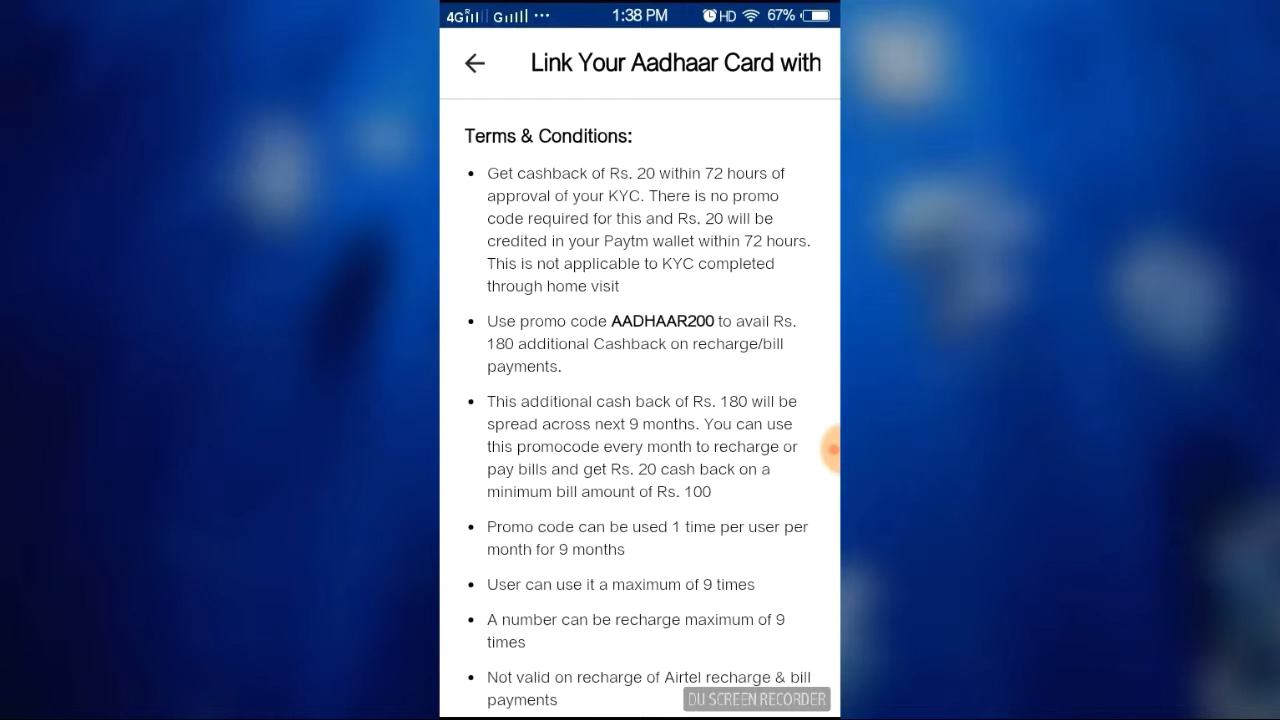 4G R G ...
1:38 PM
HD 67%
Link Your Aadhaar Card with
Terms & Conditions:
• Get cashback of Rs. 20 within 72 hours of
approval of your KYC. There is no promo
code required for this and Rs. 20 will be
credited in your Paytm wallet within 72 hours.
This is not applicable to KYC completed
through home visit
• Use promo code AADHAAR200 to avail Rs.
180 additional Cashback on recharge/bill
payments.
• This additional cash back of Rs. 180 will be
spread across next 9 months. You can use
this promocode every month to recharge or
pay bills and get Rs. 20 cash back on a
minimum bill amount of Rs. 100
• Promo code can be used 1 time per user per
month for 9 months
• User can use it a maximum of 9 times
• A number can be recharge maximum of 9
times
• Not valid on recharge of Airtel recharge & bill
payments
DU SCREEN RECORDER